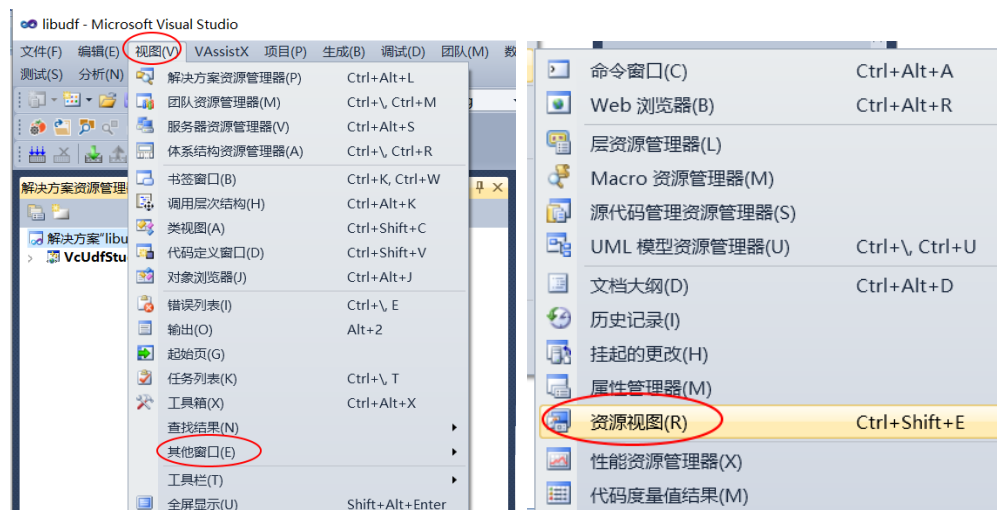 libudf - Microsoft Visual Studio
文件(F) 编辑(E) 视图(V) VAssistX 项目(P) 生成(B) 调试(D) 团队(M) 数
测试(S) 分析(N)
解决方案资源管理器(P) Ctrl+Alt+L
团队资源管理器(M) Ctrl+\, Ctrl+M
服务器资源管理器(V) Ctrl+Alt+S
体系结构资源管理器(A) Ctrl+\, Ctrl+R
书签窗口(B) Ctrl+K, Ctrl+W
调用层次结构(H) Ctrl+Alt+K
类视图(A) Ctrl+Shift+C
代码定义窗口(D) Ctrl+Shift+V
对象浏览器(J) Ctrl+Alt+J
错误列表(I) Ctrl+\, E
输出(O) Alt+2
起始页(G)
任务列表(K) Ctrl+\, T
工具箱(X) Ctrl+Alt+X
查找结果(N)
其他窗口(E)
工具栏(T)
全屏显示(U) Shift+Alt+Enter
解决方案资源管理
解决方案"libu
VcUdfStu
命令窗口(C) Ctrl+Alt+A
Web 浏览器(B) Ctrl+Alt+R
层资源管理器(L)
Macro 资源管理器(M)
源代码管理资源管理器(S)
UML 模型资源管理器(U) Ctrl+\, Ctrl+U
文档大纲(D) Ctrl+Alt+D
历史记录(I)
挂起的更改(H)
属性管理器(M)
资源视图(R) Ctrl+Shift+E
性能资源管理器(X)
代码度量值结果(M)